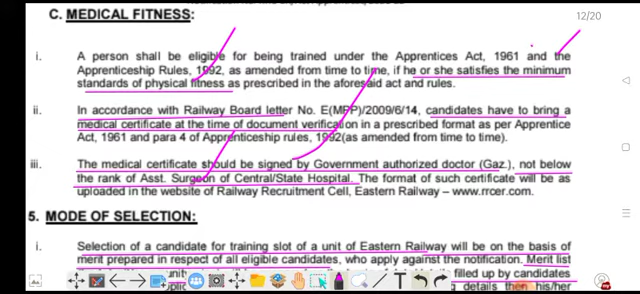 C. MEDICAL FITNESS:
12/20
i. A person shall be eligible for being trained under the Apprentices Act, 1961 and the
Apprenticeship Rules, 1992, as amended from time to time, if he or she satisfies the minimum
standards of physical fitness as prescribed in the aforesaid act and rules.
ii. In accordance with Railway Board letter No. E(MPP)/2009/6/14, candidates have to bring a
medical certificate at the time of document verification in a prescribed format as per Apprentice
Act, 1961 and para 4 of Apprenticeship rules, 1992(as amended from time to time).
iii. The medical certificate should be signed by Government authorized doctor (Gaz.), not below
the rank of Asst. Surgeon of Central/State Hospital. The format of such certificate will be as
uploaded in the website of Railway Recruitment Cell, Eastern Railway – www.rrcer.com.
5. MODE OF SELECTION:
i. Selection of a candidate for training slot of a unit of Eastern Railway will be on the basis of
merit prepared in respect of all eligible candidates, who apply against the notification. Merit list
filled up by candidates
details then his/her